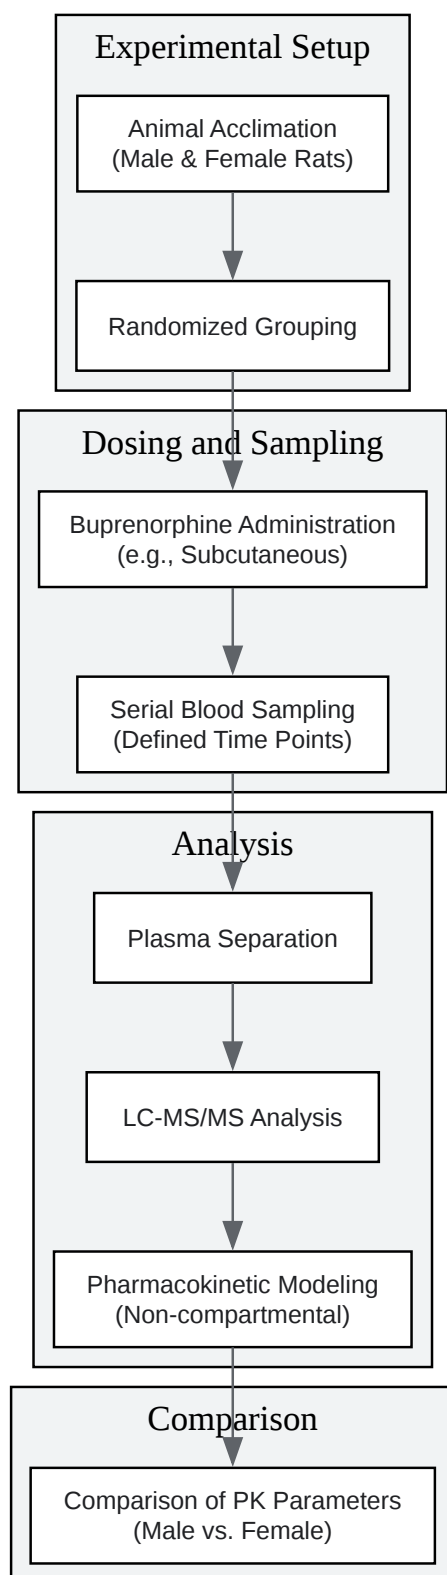 Experimental Setup
Animal Acclimation
(Male & Female Rats)
Randomized Grouping
Dosing and Sampling
Buprenorphine Administration
(e.g., Subcutaneous)
Serial Blood Sampling
(Defined Time Points)
Analysis
Plasma Separation
LC-MS/MS Analysis
Pharmacokinetic Modeling
(Non-compartmental)
Comparison
Comparison of PK Parameters
(Male vs. Female)